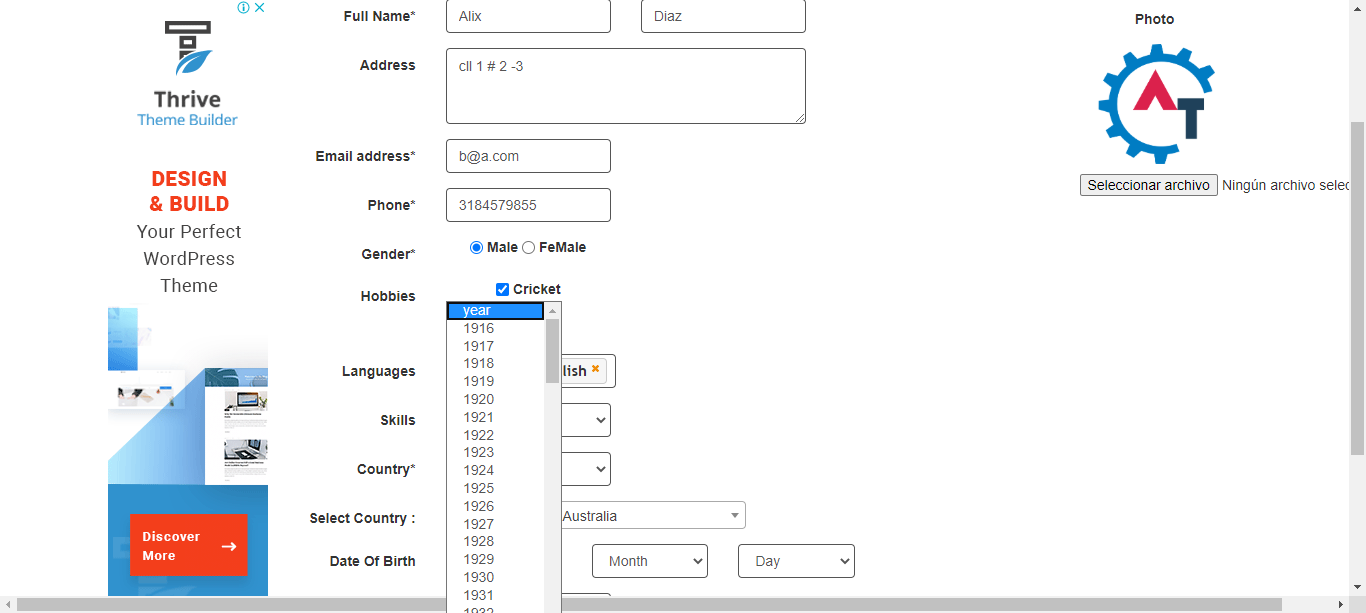 Thrive
Theme Builder
DESIGN
& BUILD
Your Perfect
WordPress
Theme
Discover
More
Full Name* Alix Diaz
Address cll 1 # 2 -3
Email address* b@a.com
Phone* 3184579855
Gender* Male FeMale
Hobbies Cricket
year
1916
1917
1918
1919
1920
1921
1922
1923
1924
1925
1926
1927
1928
1929
1930
1931
1932
Languages lish
Skills
Country*
Select Country : Australia
Date Of Birth Month Day
Photo
AT
Seleccionar archivo Ningún archivo selec